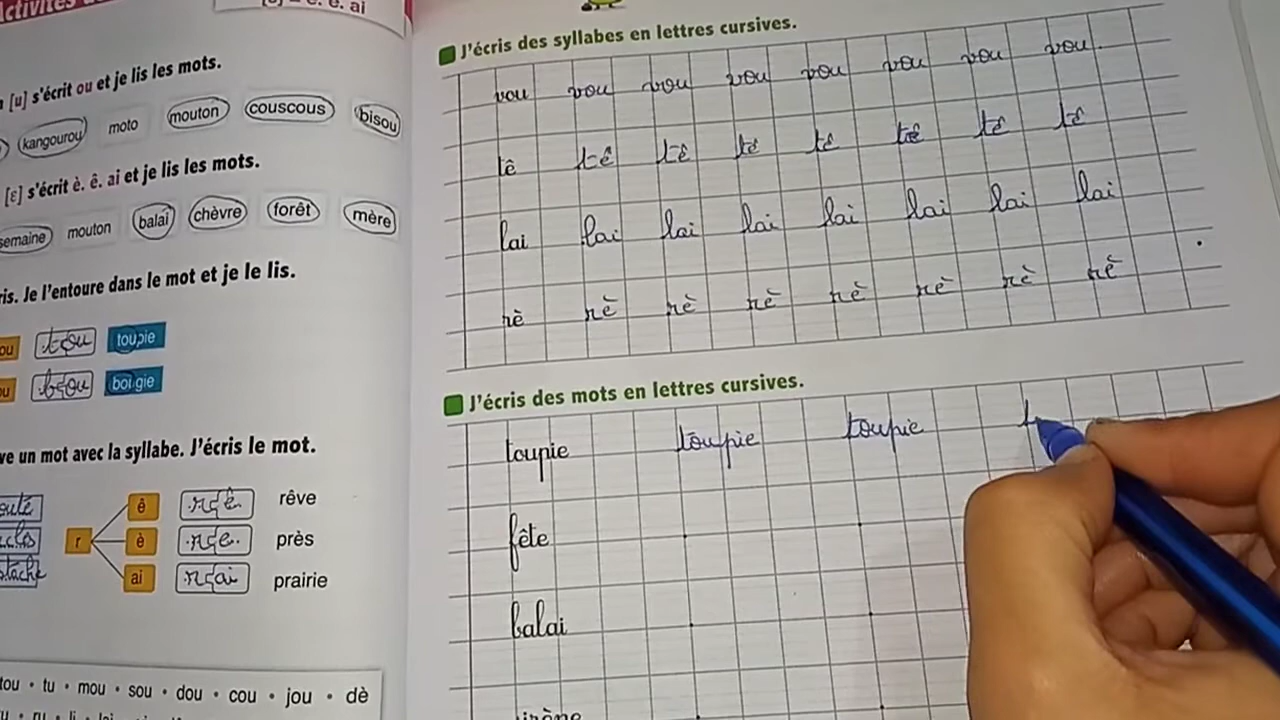 Activités
è. ê. ai
[u] s'écrit ou et je lis les mots.
kangourou moto mouton couscous bisou
[ɛ] s'écrit è. ê. ai et je lis les mots.
semaine mouton balai chèvre forêt mère
ris. Je l'entoure dans le mot et je le lis.
ou tou toupie
ou bou
ve un mot avec la syllabe. J'écris le mot.
ê rê rêve
r è rè près
ai rai prairie
tou • tu • mou • sou • dou • cou • jou • dè
J'écris des syllabes en lettres cursives.
vou vou vou vou vou vou vou vou
tê tê tê tê tê tê tê tê
lai lai lai lai lai lai lai lai
rè rè rè rè rè rè rè rè
J'écris des mots en lettres cursives.
toupie toupie toupie t
fête
balai